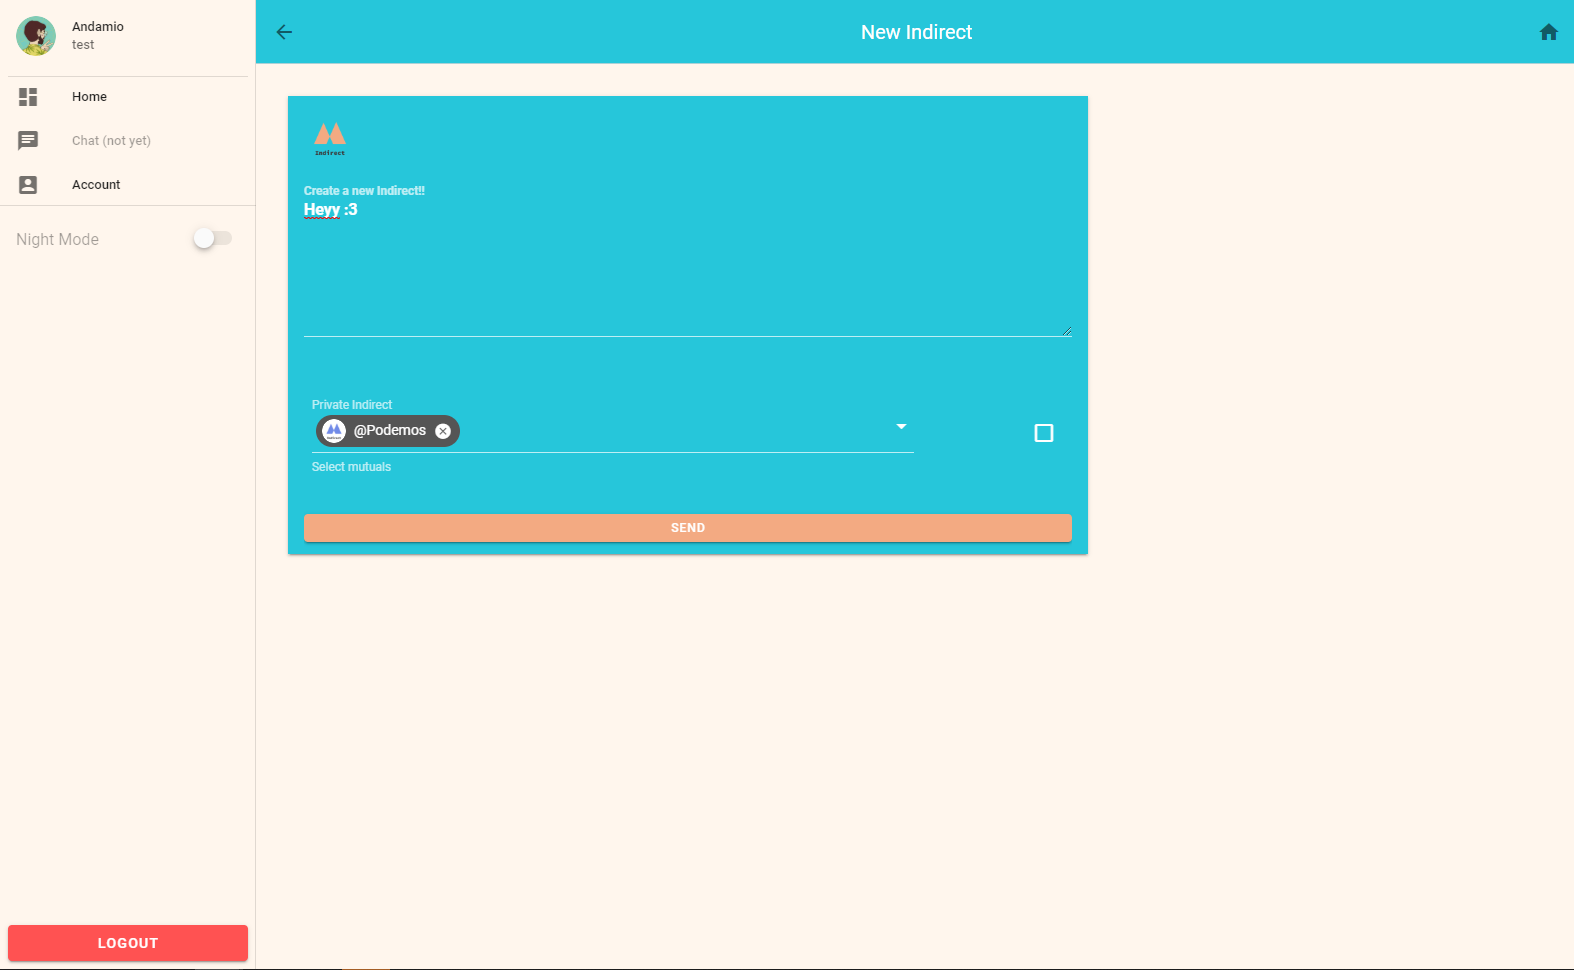 Andamio
test
New Indirect
Home
Chat (not yet)
Account
Night Mode
Indirect
Create a new Indirect!!
Heyy :3
Private Indirect
@Podemos
Select mutuals
SEND
LOGOUT